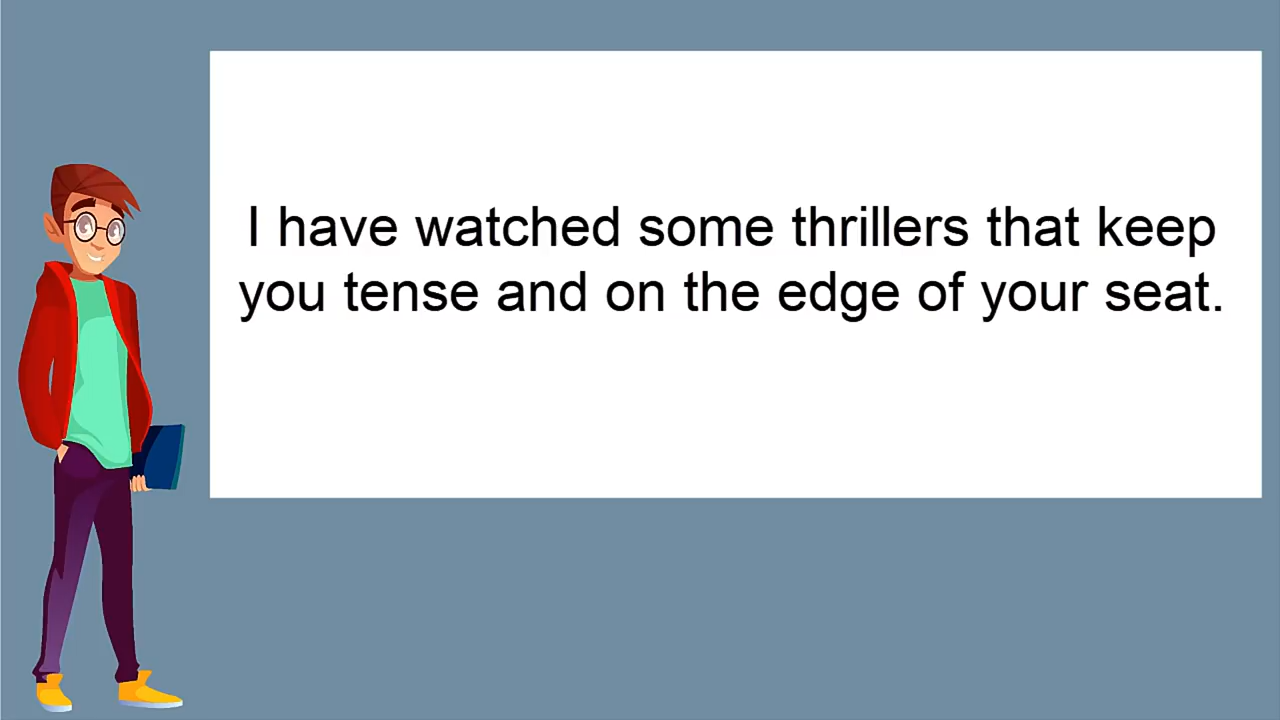 I have watched some thrillers that keep
you tense and on the edge of your seat.